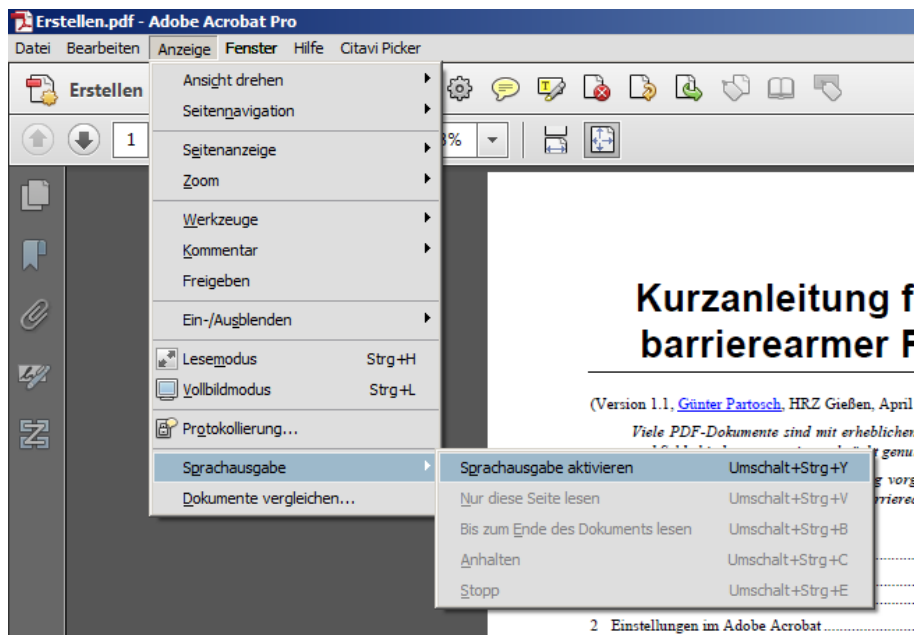 Erstellen.pdf - Adobe Acrobat Pro
Datei Bearbeiten Anzeige Fenster Hilfe Citavi Picker
Erstellen
1
%
Ansicht drehen
Seitennavigation
Seitenanzeige
Zoom
Werkzeuge
Kommentar
Freigeben
Ein-/Ausblenden
Lesemodus Strg+H
Vollbildmodus Strg+L
Protokollierung...
Sprachausgabe
Dokumente vergleichen...
Sprachausgabe aktivieren Umschalt+Strg+Y
Nur diese Seite lesen Umschalt+Strg+V
Bis zum Ende des Dokuments lesen Umschalt+Strg+B
Anhalten Umschalt+Strg+C
Stopp Umschalt+Strg+E
Kurzanleitung f
barrierearmer
(Version 1.1, Günter Partosch, HRZ Gießen, April
Viele PDF-Dokumente sind mit erheblichen
genu
g vorg
rriere
2 Einstellungen im Adobe Acrobat